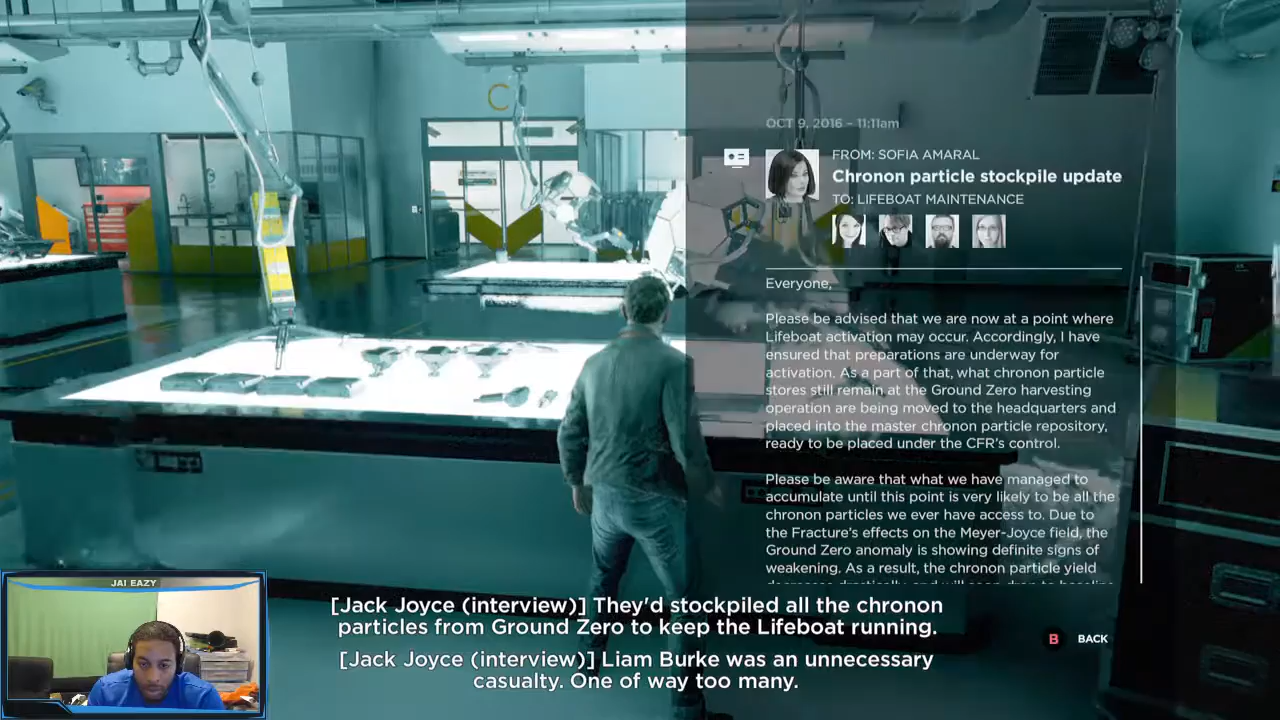 OCT 9, 2016 – 11:11am
FROM: SOFIA AMARAL
Chronon particle stockpile update
TO: LIFEBOAT MAINTENANCE
Everyone,
Please be advised that we are now at a point where
Lifeboat activation may occur. Accordingly, I have
ensured that preparations are underway for
activation. As a part of that, what chronon particle
stores still remain at the Ground Zero harvesting
operation are being moved to the headquarters and
placed into the master chronon particle repository,
ready to be placed under the CFR's control.
Please be aware that what we have managed to
accumulate until this point is very likely to be all the
chronon particles we ever have access to. Due to
the Fracture's effects on the Meyer-Joyce field, the
Ground Zero anomaly is showing definite signs of
weakening. As a result, the chronon particle yield
decreases drastically, and will soon drop to baseline
JAI EAZY
[Jack Joyce (interview)] They'd stockpiled all the chronon
particles from Ground Zero to keep the Lifeboat running.
[Jack Joyce (interview)] Liam Burke was an unnecessary
casualty. One of way too many.
B BACK
C